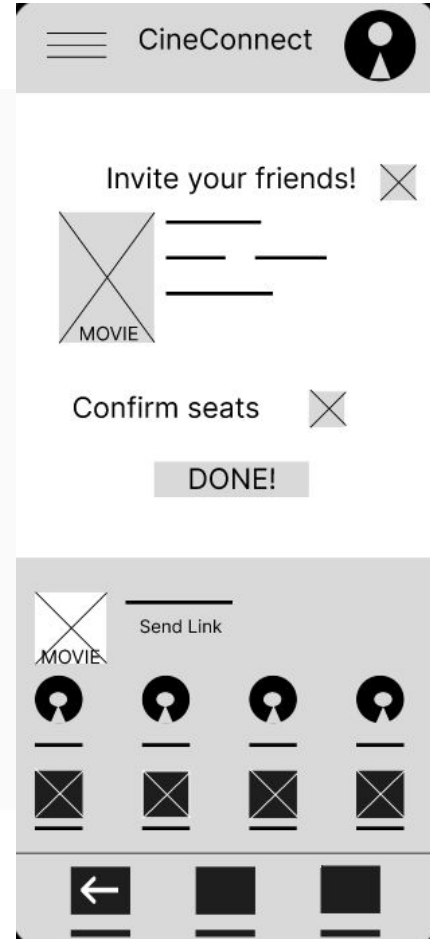 CineConnect
Invite your friends!
MOVIE
Confirm seats
DONE!
Send Link
MOVIE